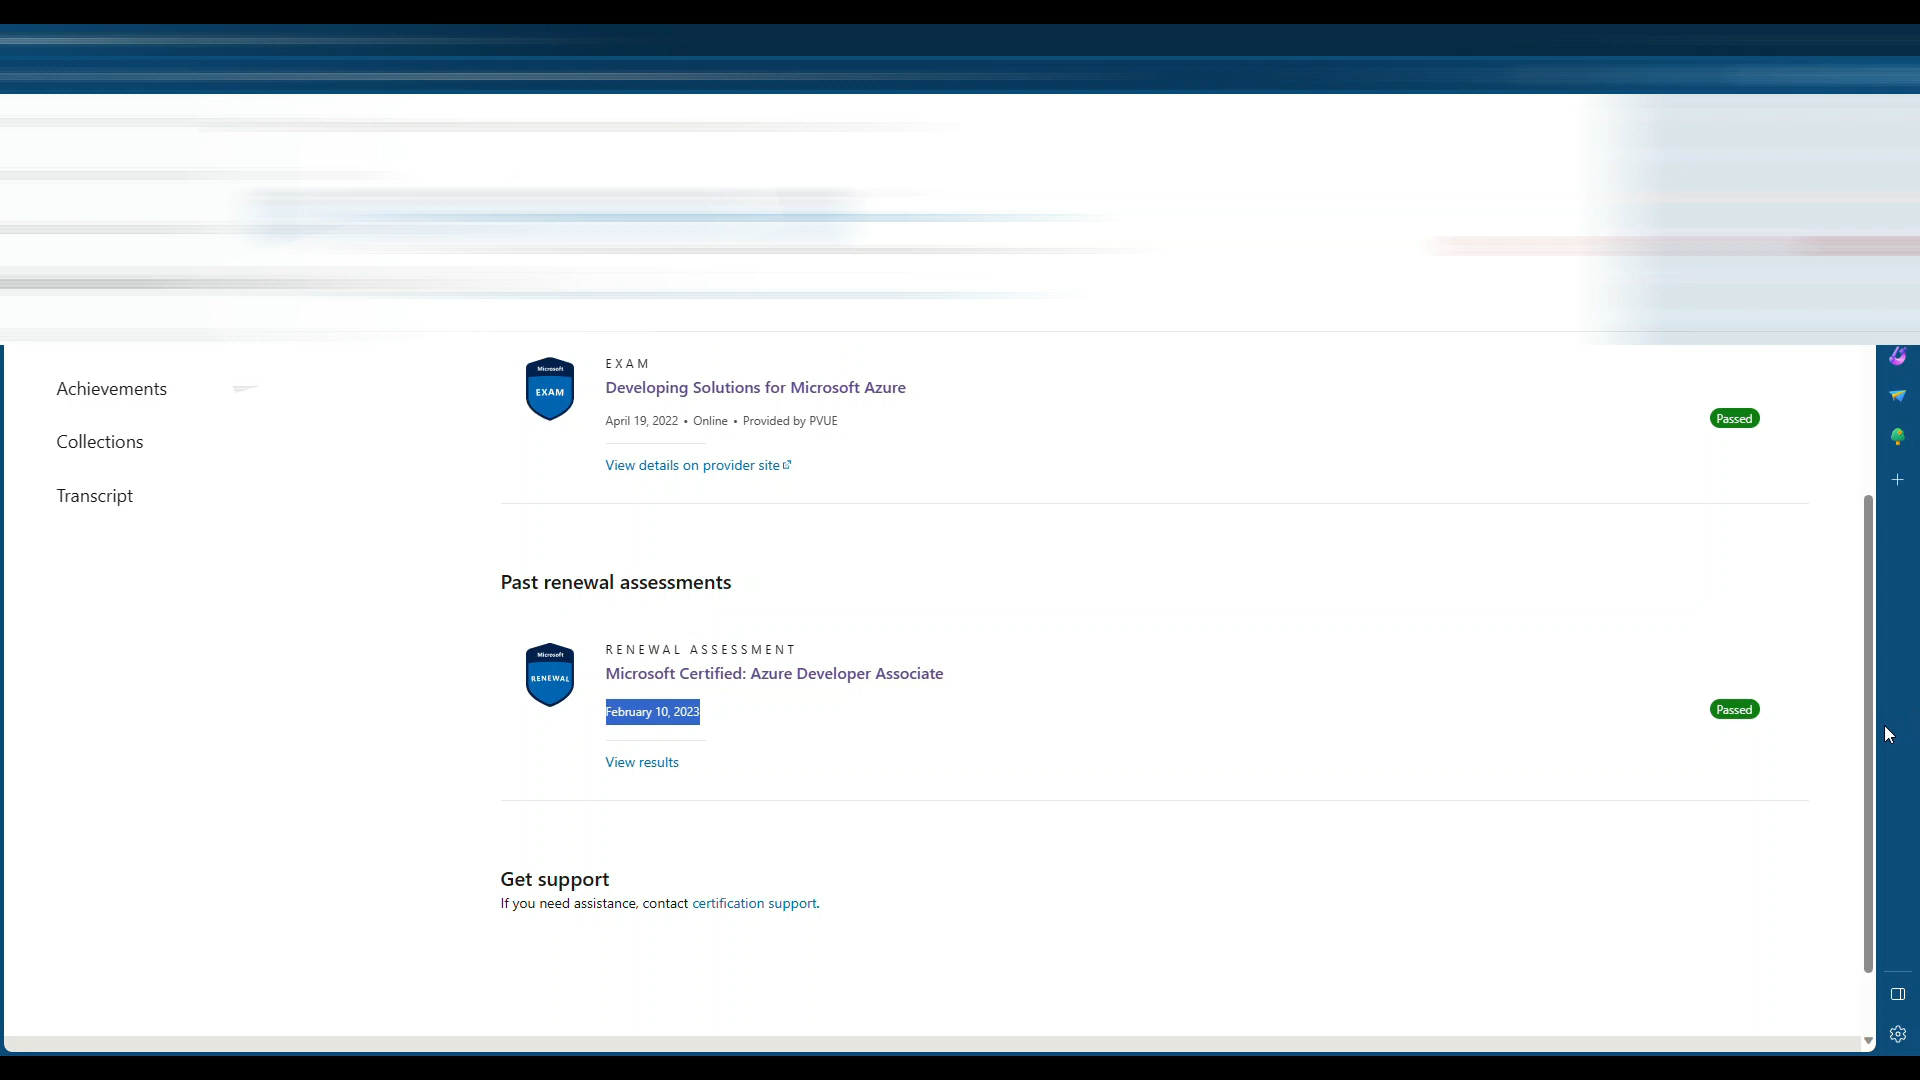 Achievements
Collections
Transcript
Microsoft
EXAM
EXAM
Developing Solutions for Microsoft Azure
April 19, 2022 • Online • Provided by PVUE
Passed
View details on provider site
Past renewal assessments
Microsoft
RENEWAL
RENEWAL ASSESSMENT
Microsoft Certified: Azure Developer Associate
February 10, 2023
Passed
View results
Get support
If you need assistance, contact certification support.